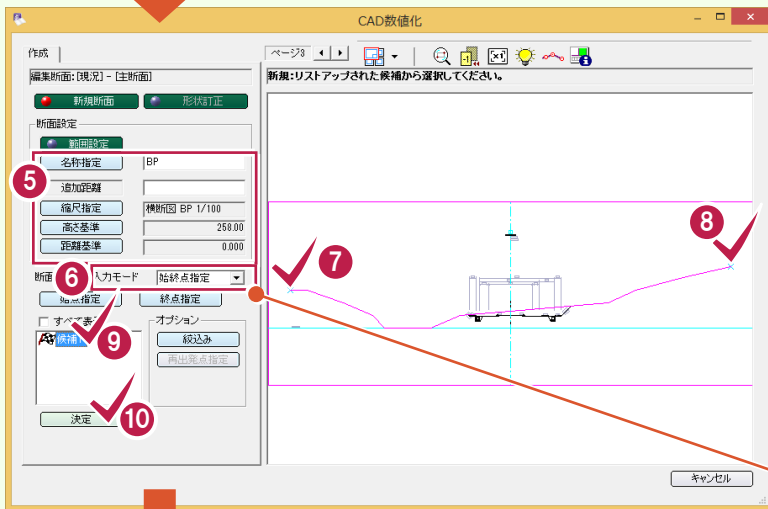 CAD数値化
作成
ページ3
編集断面:[現況] - [主断面]
新規:リストアップされた候補から選択してください。
新規断面 形状訂正
断面設定
範囲設定
5
名称指定 BP
追加距離
縮尺指定 横断図 BP 1/100
高さ基準 258.00
距離基準 0.000
6
断面 入力モード 始終点指定
始点指定 終点指定
7
8
すべて表
オプション
候補
9
絞込み
再出発点指定
10
決定
キャンセル